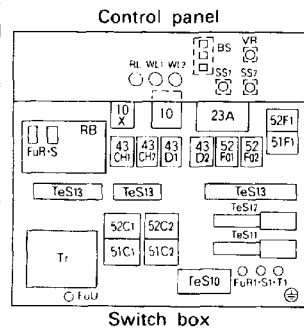 Control panel
BS VR
RL WL1 WL2
SS1 SS2
10 X 10 23A 52F1
RB 51F1
FuR·S 43 CH1 43 CH2 43 D1 43 D2 52 F01 52 F02
TeS13 TeS13 TeS13
TeS12
52C1 52C2
TeS11
51C1 51C2
Tr
TeS10 FuR1·S1·T1
FuU
Switch box